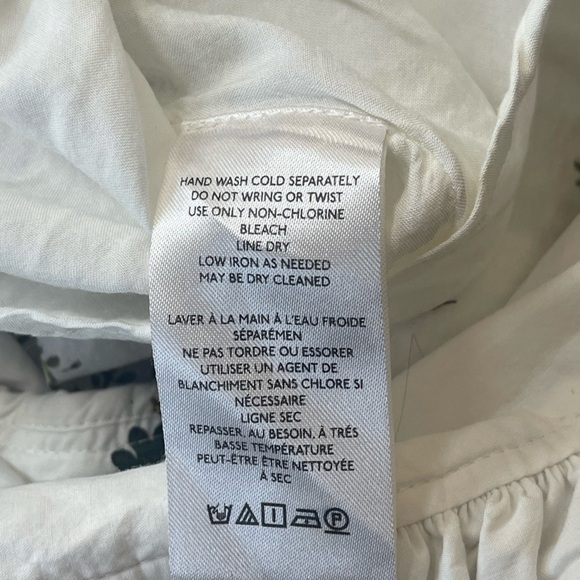 HAND WASH COLD SEPARATELY
DO NOT WRING OR TWIST
USE ONLY NON-CHLORINE
BLEACH
LINE DRY
LOW IRON AS NEEDED
MAY BE DRY CLEANED
LAVER À LA MAIN À L'EAU FROIDE
SÉPARÉMEN
NE PAS TORDRE OU ESSORER
UTILISER UN AGENT DE
BLANCHIMENT SANS CHLORE SI
NÉCESSAIRE
LIGNE SEC
REPASSER, AU BESOIN, À TRÉS
BASSE TEMPÉRATURE
PEUT-ÊTRE ÊTRE NETTOYÉE
À SEC
P